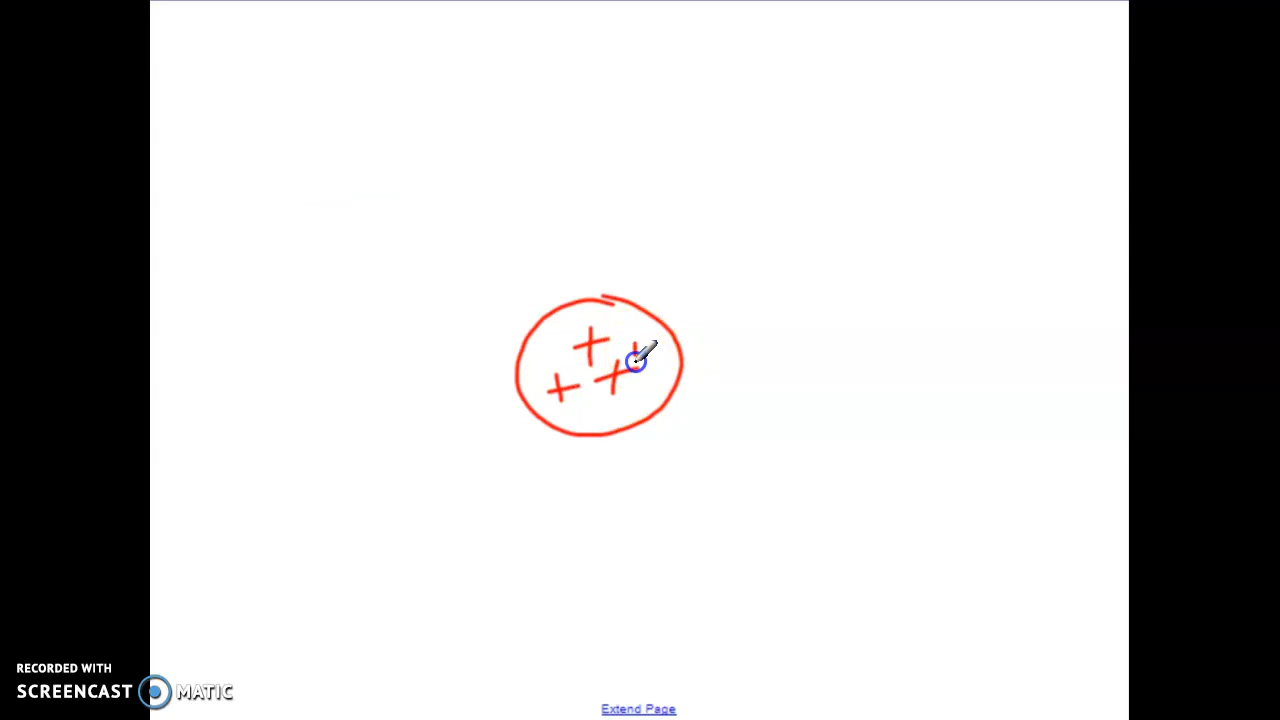 +
+ +
RECORDED WITH
SCREENCAST MATIC
Extend Page